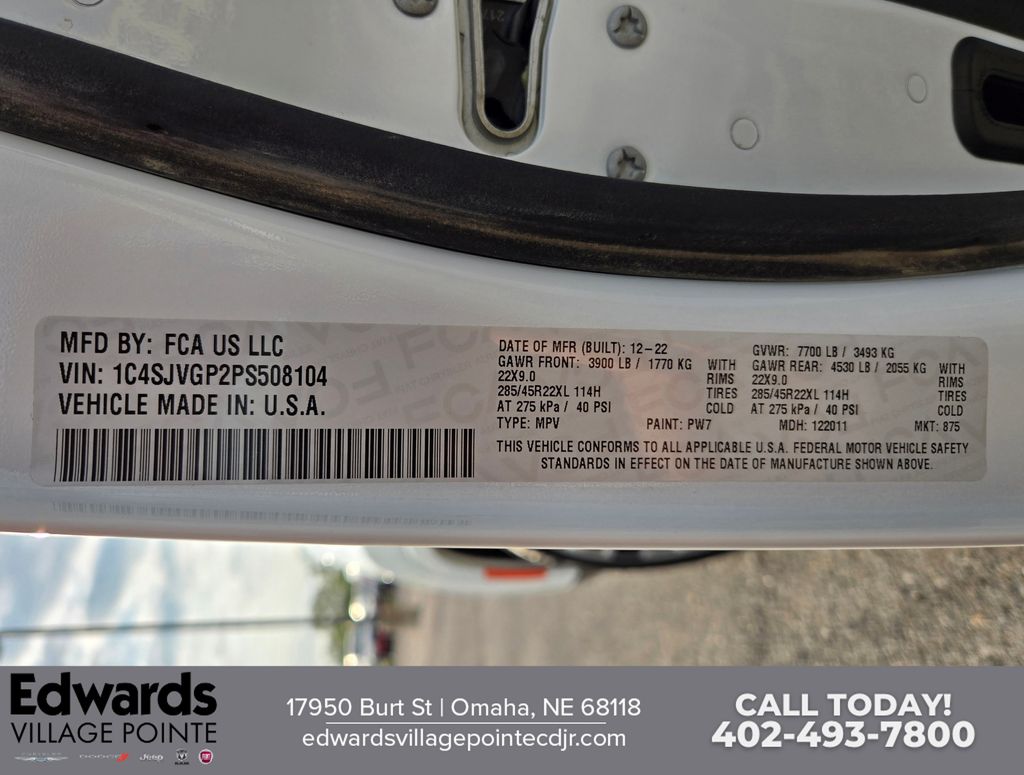 MFD BY: FCA US LLC
VIN: 1C4SJVGP2PS508104
VEHICLE MADE IN: U.S.A.
DATE OF MFR (BUILT): 12-22
GAWR FRONT: 3900 LB / 1770 KG WITH
22X9.0 RIMS
285/45R22XL 114H TIRES
AT 275 kPa / 40 PSI COLD
TYPE: MPV PAINT: PW7
GVWR: 7700 LB / 3493 KG
GAWR REAR: 4530 LB / 2055 KG WITH
22X9.0 RIMS
285/45R22XL 114H TIRES
AT 275 kPa / 40 PSI COLD
MDH: 122011 MKT: 875
THIS VEHICLE CONFORMS TO ALL APPLICABLE U.S.A. FEDERAL MOTOR VEHICLE SAFETY
STANDARDS IN EFFECT ON THE DATE OF MANUFACTURE SHOWN ABOVE.
Edwards
VILLAGE POINTE
CHRYSLER DODGE Jeep RAM FIAT
17950 Burt St | Omaha, NE 68118
edwardsvillagepointecdjr.com
CALL TODAY!
402-493-7800